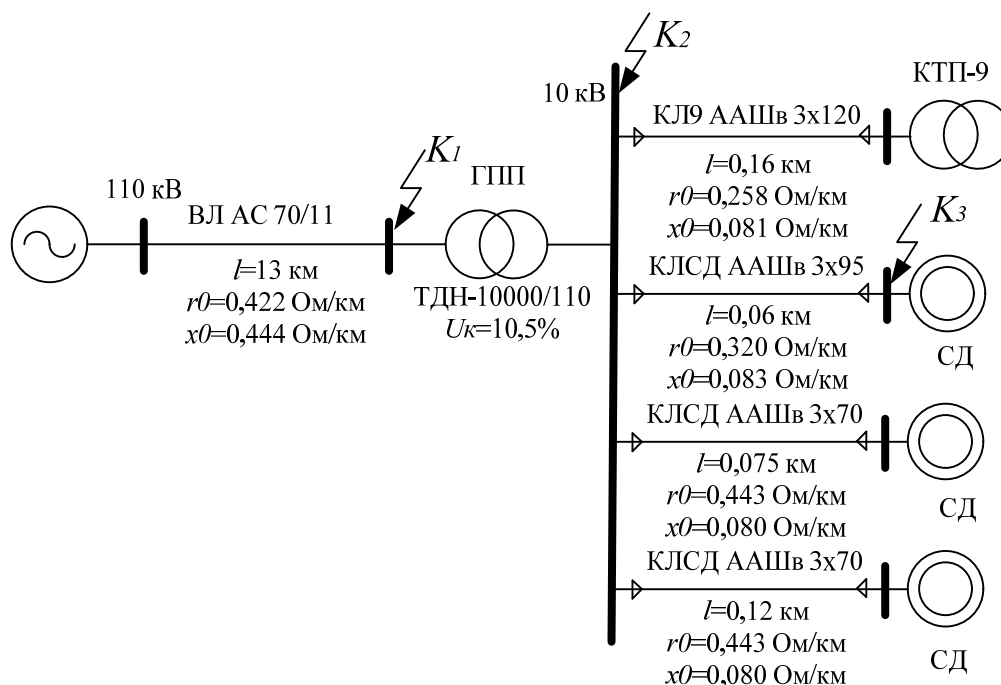 K2
КТП-9
10 кВ
КЛ9 ААШв 3х120
l=0,16 км
r0=0,258 Ом/км
x0=0,081 Ом/км
K1
ГПП
110 кВ
ВЛ АС 70/11
l=13 км
r0=0,422 Ом/км
x0=0,444 Ом/км
ТДН-10000/110
Uк=10,5%
K3
КЛСД ААШв 3х95
l=0,06 км
r0=0,320 Ом/км
x0=0,083 Ом/км
СД
КЛСД ААШв 3х70
l=0,075 км
r0=0,443 Ом/км
x0=0,080 Ом/км
СД
КЛСД ААШв 3х70
l=0,12 км
r0=0,443 Ом/км
x0=0,080 Ом/км
СД